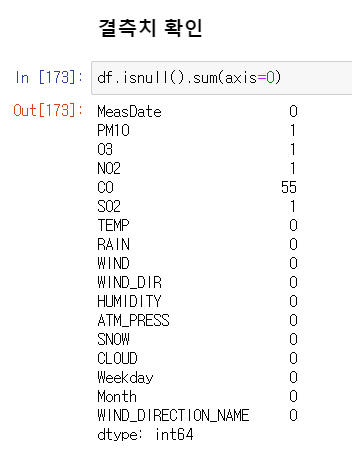 결측치 확인
In [173]: df.isnull().sum(axis=0)
Out[173]: MeasDate 0
PM10 1
O3 1
NO2 1
CO 55
SO2 1
TEMP 0
RAIN 0
WIND 0
WIND_DIR 0
HUMIDITY 0
ATM_PRESS 0
SNOW 0
CLOUD 0
Weekday 0
Month 0
WIND_DIRECTION_NAME 0
dtype: int64